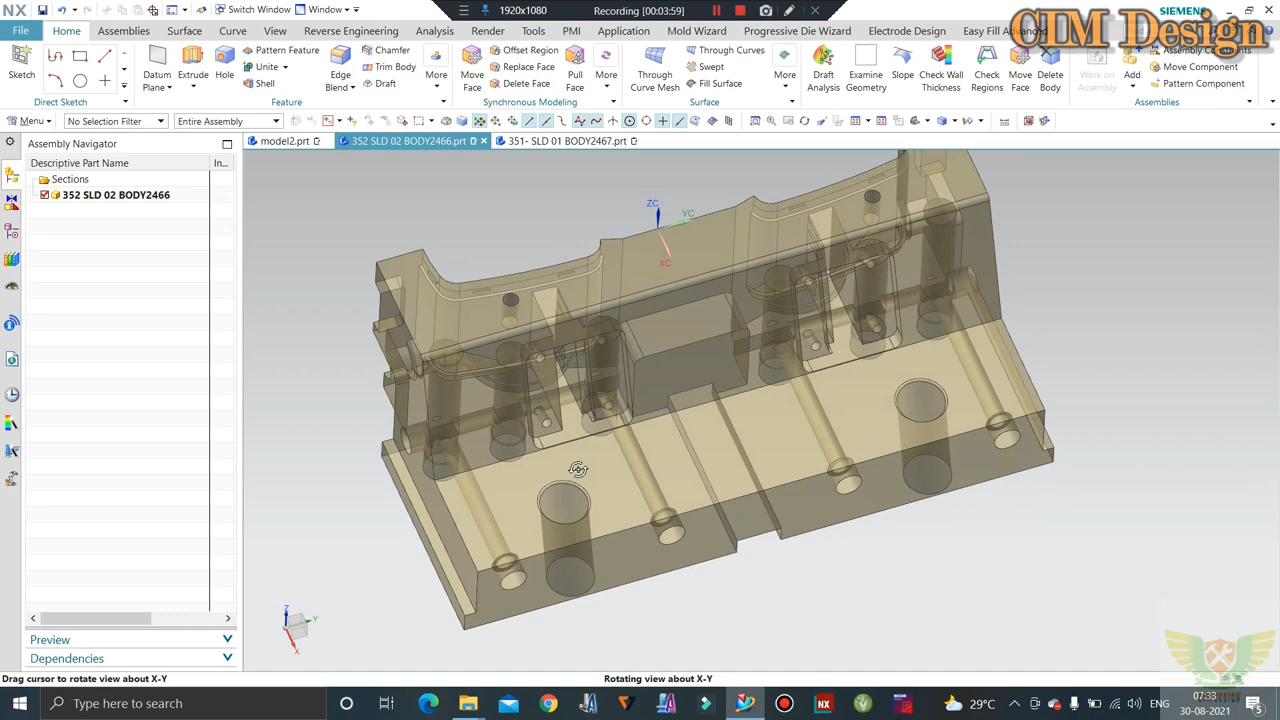 NX
Switch Window
Window
1920x1080
Recording [00:03:59]
SIEMENS
CIM Design
File
Home
Assemblies
Surface
Curve
View
Reverse Engineering
Analysis
Render
Tools
PMI
Application
Mold Wizard
Progressive Die Wizard
Electrode Design
Easy Fill Advanced
Sketch
Datum Plane
Extrude
Hole
Pattern Feature
Unite
Shell
Edge Blend
Chamfer
Trim Body
Draft
More
Move Face
Offset Region
Replace Face
Delete Face
Pull Face
More
Through Curve Mesh
Through Curves
Swept
Fill Surface
More
Draft Analysis
Examine Geometry
Slope
Check Wall Thickness
Check Regions
Move Face
Delete Body
Work on Assembly
Add
Assembly Constraints
Move Component
Pattern Component
Direct Sketch
Feature
Synchronous Modeling
Surface
Assemblies
Menu
No Selection Filter
Entire Assembly
Assembly Navigator
model2.prt
352 SLD 02 BODY2466.prt
351- SLD 01 BODY2467.prt
Descriptive Part Name
In...
Sections
352 SLD 02 BODY2466
ZC
YC
XC
Z
Y
X
Preview
Dependencies
Drag cursor to rotate view about X-Y
Rotating view about X-Y
Type here to search
29°C
ENG
07:33
30-08-2021
5